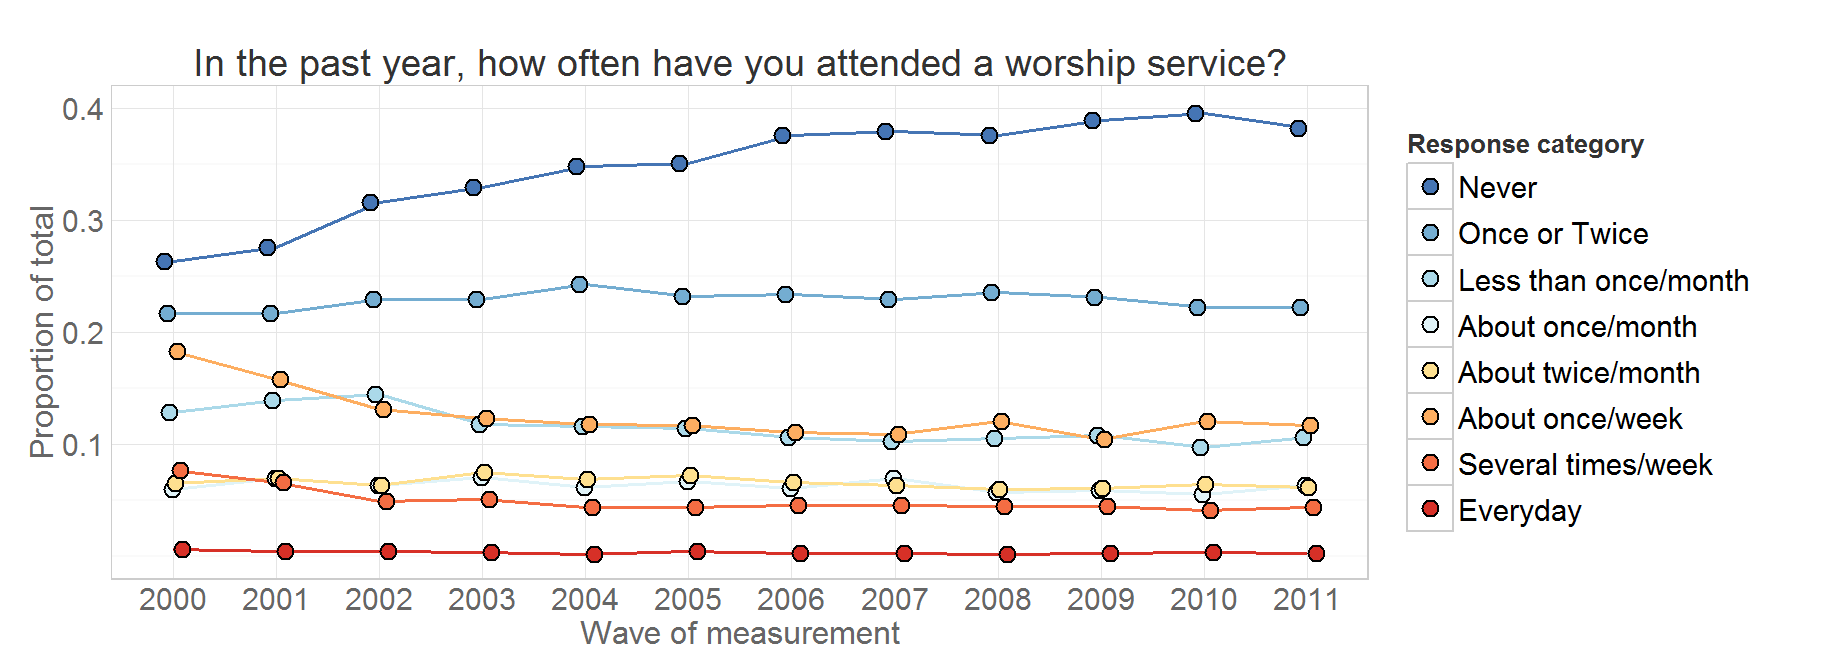 In the past year, how often have you attended a worship service?
Proportion of total
0.4
0.3
0.2
0.1
2000 2001 2002 2003 2004 2005 2006 2007 2008 2009 2010 2011
Wave of measurement
Response category
Never
Once or Twice
Less than once/month
About once/month
About twice/month
About once/week
Several times/week
Everyday